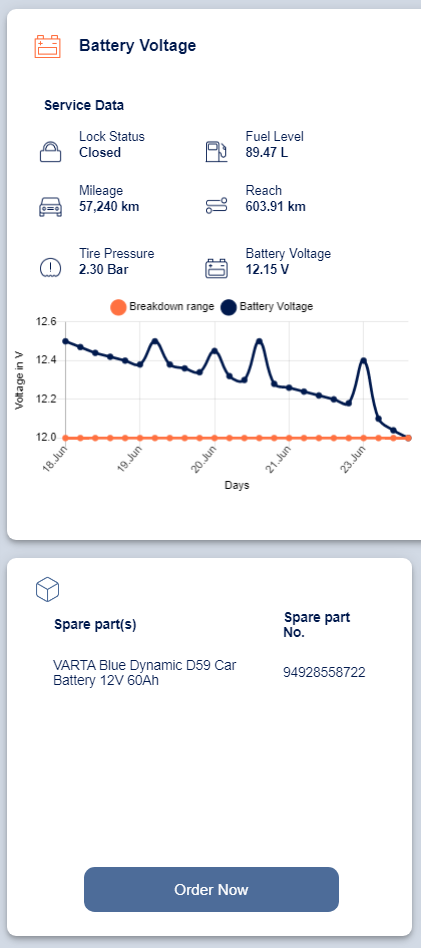 Battery Voltage
Service Data
Lock Status
Closed
Fuel Level
89.47 L
Mileage
57,240 km
Reach
603.91 km
Tire Pressure
2.30 Bar
Battery Voltage
12.15 V
Breakdown range
Battery Voltage
Voltage in V
12.6
12.4
12.2
12.0
18.Jun
19.Jun
20.Jun
21.Jun
23.Jun
Days
Spare part(s)
Spare part
No.
VARTA Blue Dynamic D59 Car
Battery 12V 60Ah
94928558722
Order Now